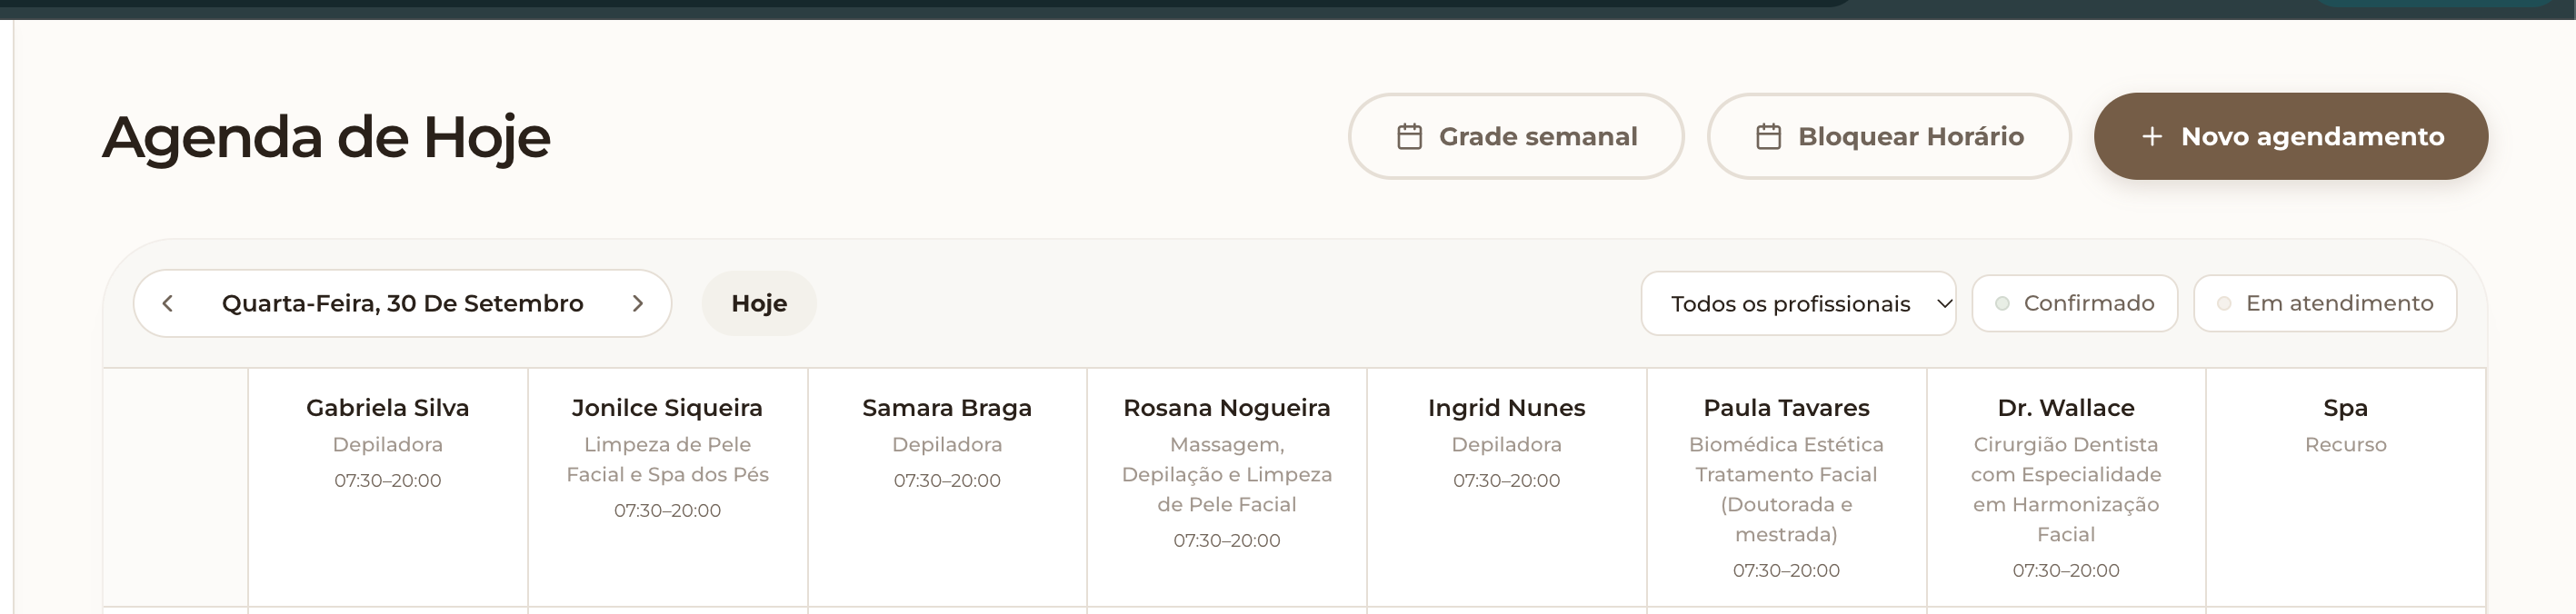 Agenda de Hoje
Grade semanal
Bloquear Horário
+ Novo agendamento
Quarta-Feira, 30 De Setembro
Hoje
Todos os profissionais
Confirmado
Em atendimento
Gabriela Silva
Depiladora
07:30–20:00
Jonilce Siqueira
Limpeza de Pele
Facial e Spa dos Pés
07:30–20:00
Samara Braga
Depiladora
07:30–20:00
Rosana Nogueira
Massagem,
Depilação e Limpeza
de Pele Facial
07:30–20:00
Ingrid Nunes
Depiladora
07:30–20:00
Paula Tavares
Biomédica Estética
Tratamento Facial
(Doutorada e
mestrada)
07:30–20:00
Dr. Wallace
Cirurgião Dentista
com Especialidade
em Harmonização
Facial
07:30–20:00
Spa
Recurso